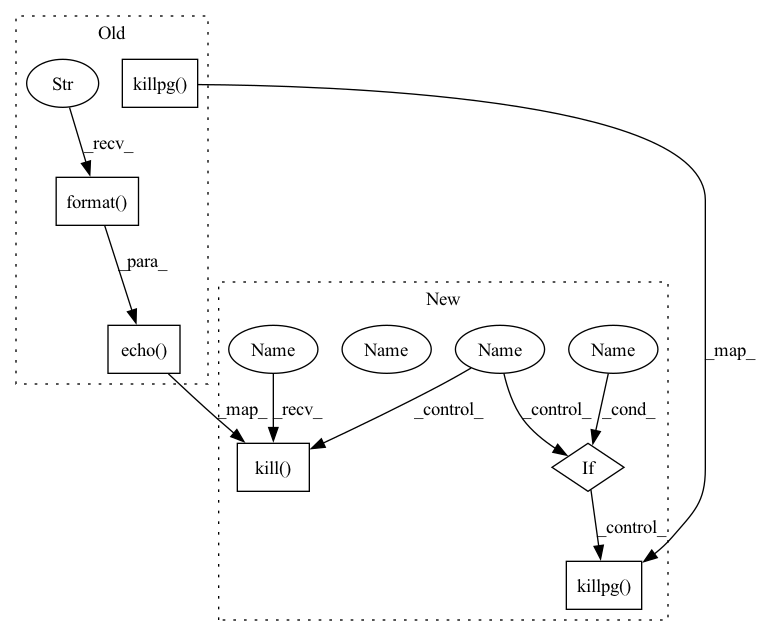 Old
Str
killpg()
_recv_
format()
_para_
New
echo()
Name
Name
Name
Name
_map_
_map_
_recv_
_control_
_control_
_cond_
kill()
If
_control_
killpg()